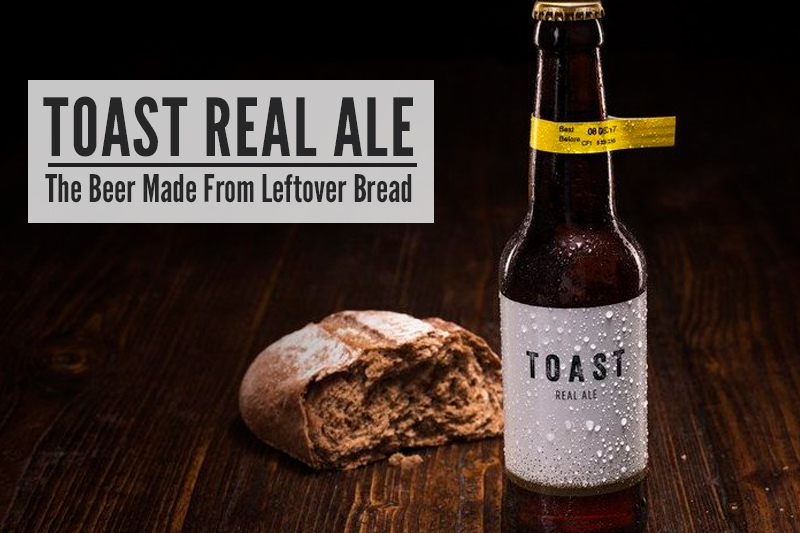 TOAST REAL ALE
The Beer Made From Leftover Bread
Best
Before
TOAST
REAL ALE